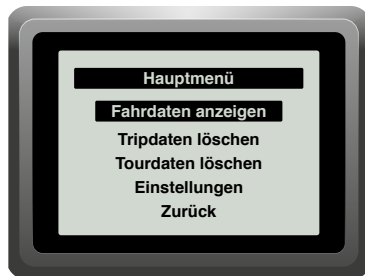 Hauptmenü
Fahrdaten anzeigen
Tripdaten löschen
Tourdaten löschen
Einstellungen
Zurück